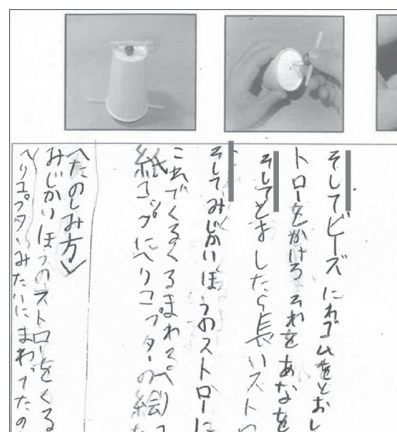 そしてビーズにわゴムをとおし
トローをかけるそれをあなを
そしてとましたら長いスト
そしてみじかいほうのストローに
これでくるくるまわる
紙コップにヘリコプターの絵
＜たのしみ方＞
みじかいほうのストローをくる
ヘリコプターみたいにまわってたの